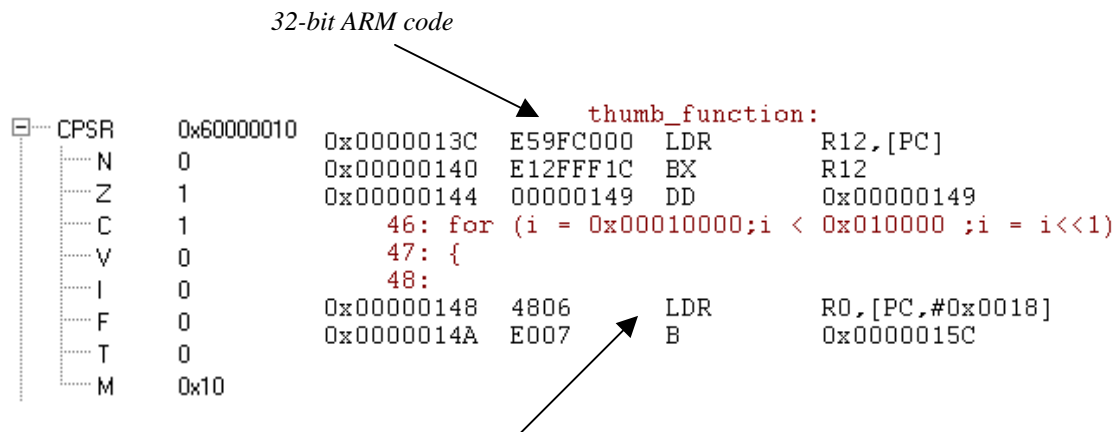 32-bit ARM code
thumb_function:
CPSR 0x60000010
N 0
Z 1
C 1
V 0
I 0
F 0
T 0
M 0x10
0x0000013C E59FC000 LDR R12,[PC]
0x00000140 E12FFF1C BX R12
0x00000144 00000149 DD 0x00000149
46: for (i = 0x00010000;i < 0x010000 ;i = i<<1)
47: {
48:
0x00000148 4806 LDR R0,[PC,#0x0018]
0x0000014A E007 B 0x0000015C